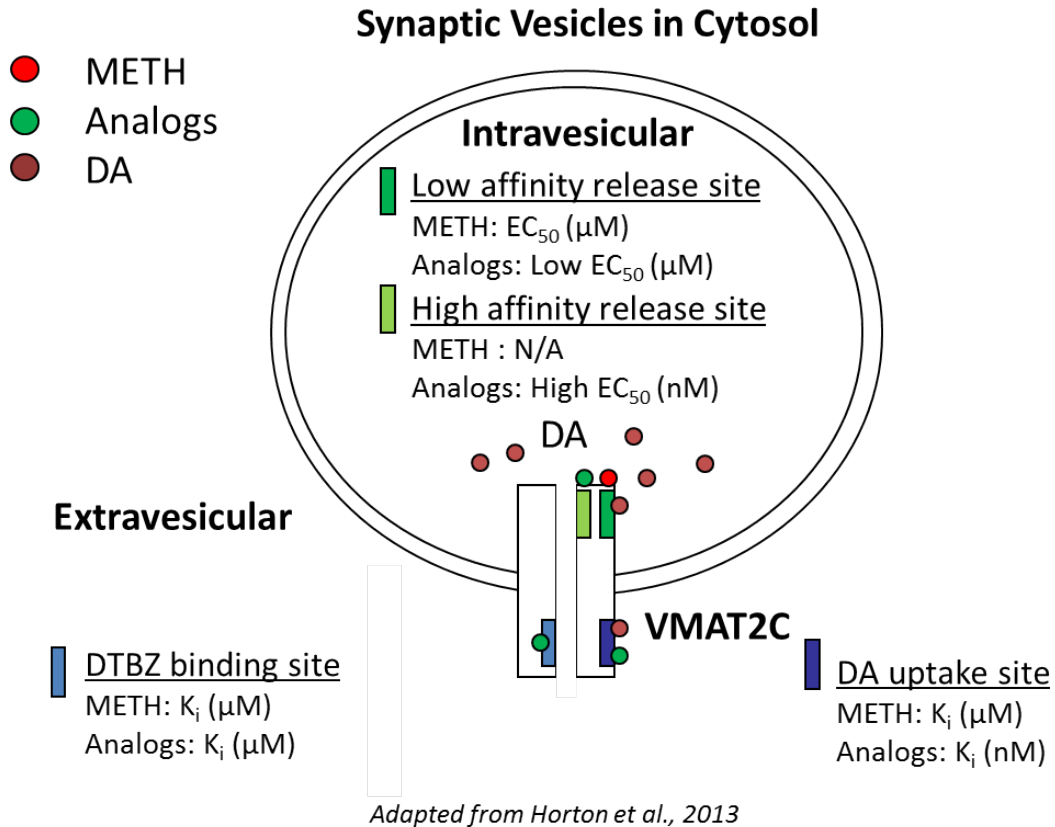 Synaptic Vesicles in Cytosol
METH
Analogs
DA
Intravesicular
Low affinity release site
METH: EC₅₀ (μM)
Analogs: Low EC₅₀ (μM)
High affinity release site
METH : N/A
Analogs: High EC₅₀ (nM)
DA
Extravesicular
VMAT2C
DTBZ binding site
METH: Kᵢ (μM)
Analogs: Kᵢ (μM)
DA uptake site
METH: Kᵢ (μM)
Analogs: Kᵢ (nM)
Adapted from Horton et al., 2013